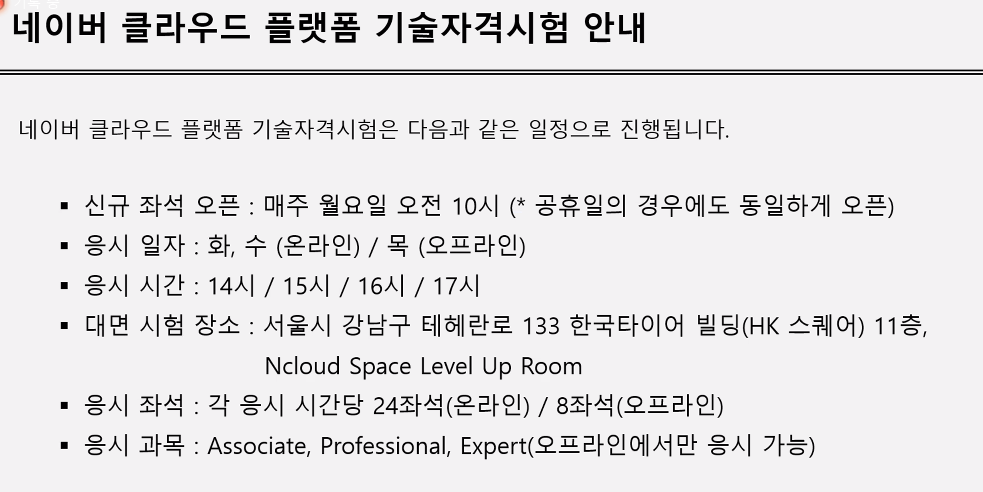 네이버 클라우드 플랫폼 기술자격시험 안내
네이버 클라우드 플랫폼 기술자격시험은 다음과 같은 일정으로 진행됩니다.
▪ 신규 좌석 오픈 : 매주 월요일 오전 10시 (* 공휴일의 경우에도 동일하게 오픈)
▪ 응시 일자 : 화, 수 (온라인) / 목 (오프라인)
▪ 응시 시간 : 14시 / 15시 / 16시 / 17시
▪ 대면 시험 장소 : 서울시 강남구 테헤란로 133 한국타이어 빌딩(HK 스퀘어) 11층,
Ncloud Space Level Up Room
▪ 응시 좌석 : 각 응시 시간당 24좌석(온라인) / 8좌석(오프라인)
▪ 응시 과목 : Associate, Professional, Expert(오프라인에서만 응시 가능)